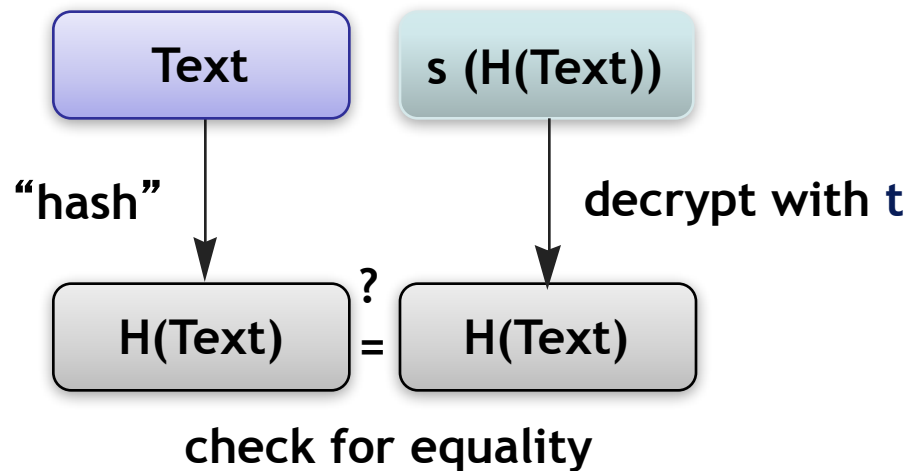 Text
s (H(Text))
“hash”
decrypt with t
H(Text)
?
=
H(Text)
check for equality